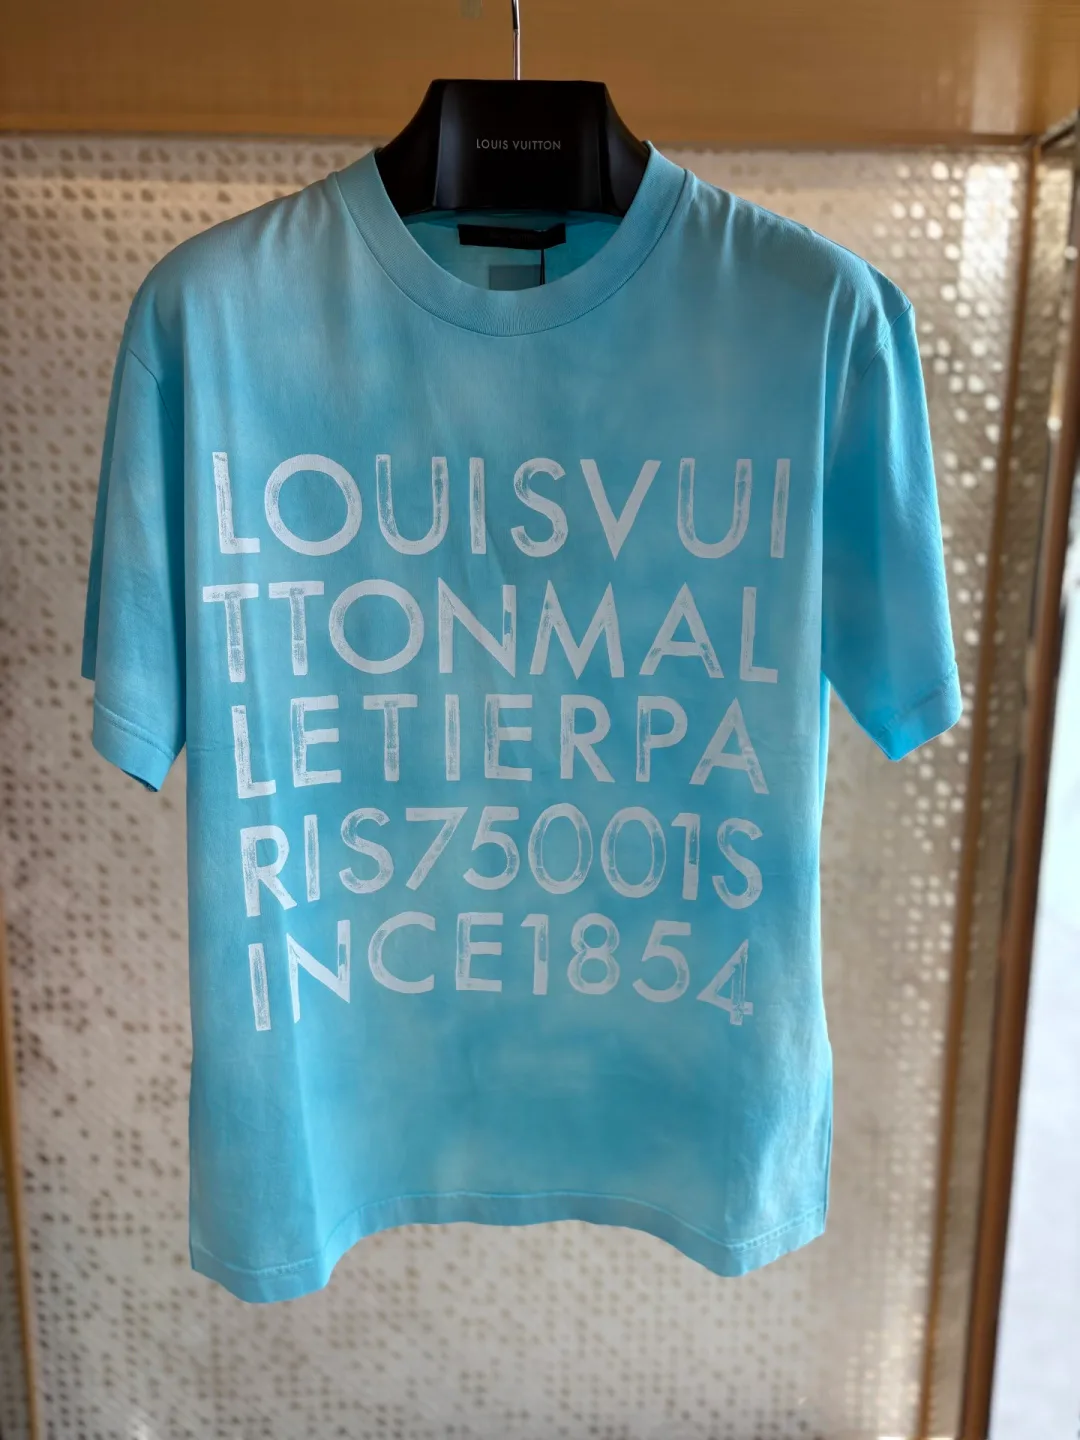 LOUIS VUITTON
LOUISVUI
TTONMAL
LETIERPA
RIS75001S
INCE1854